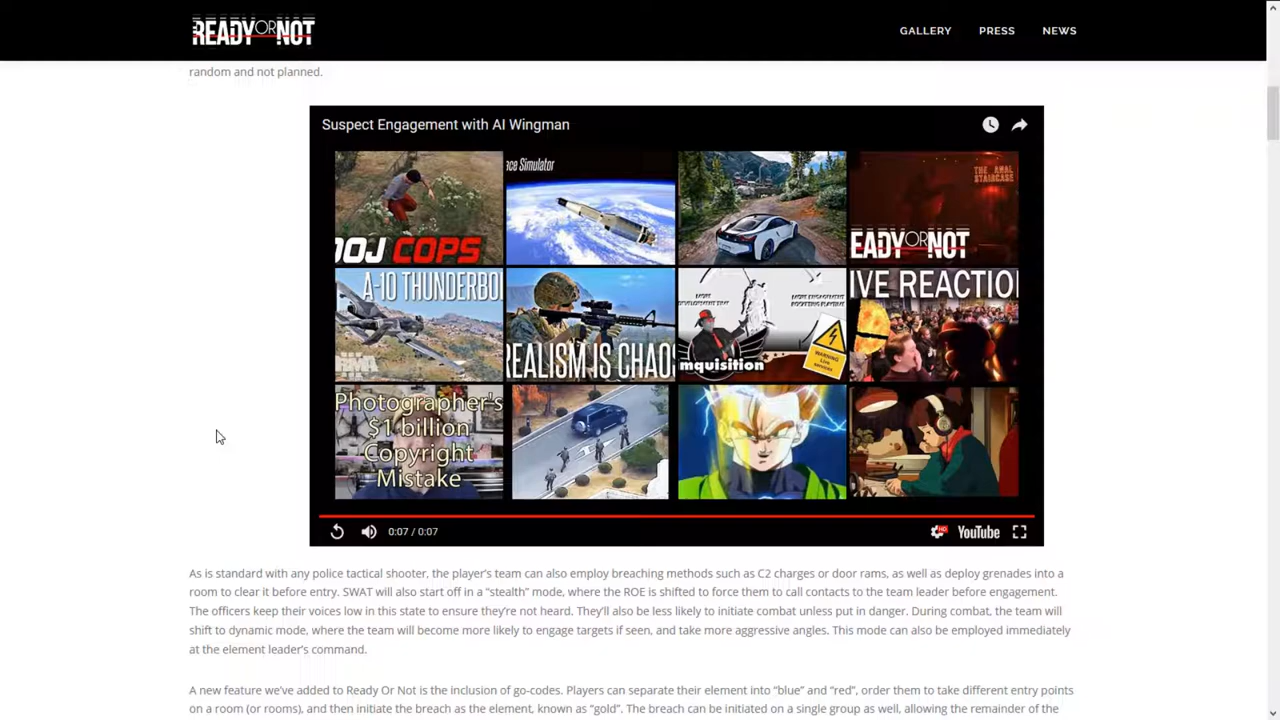 READY OR NOT
GALLERY
PRESS
NEWS
random and not planned.
Suspect Engagement with AI Wingman
DOJ COPS
ace Simulator
THE ANAL
STAIRCASE
EADY OR NOT
A-10 THUNDERBO
REALISM IS CHAOS
mquisition
WARNING
IVE REACTION
Photographer's
$1 billion
Copyright
Mistake
0:07 / 0:07
HD
YouTube
As is standard with any police tactical shooter, the player's team can also employ breaching methods such as C2 charges or door rams, as well as deploy grenades into a
room to clear it before entry. SWAT will also start off in a “stealth” mode, where the ROE is shifted to force them to call contacts to the team leader before engagement.
The officers keep their voices low in this state to ensure they're not heard. They'll also be less likely to initiate combat unless put in danger. During combat, the team will
shift to dynamic mode, where the team will become more likely to engage targets if seen, and take more aggressive angles. This mode can also be employed immediately
at the element leader's command.
A new feature we've added to Ready Or Not is the inclusion of go-codes. Players can separate their element into “blue” and “red”, order them to take different entry points
on a room (or rooms), and then initiate the breach as the element, known as “gold”. The breach can be initiated on a single group as well, allowing the remainder of the